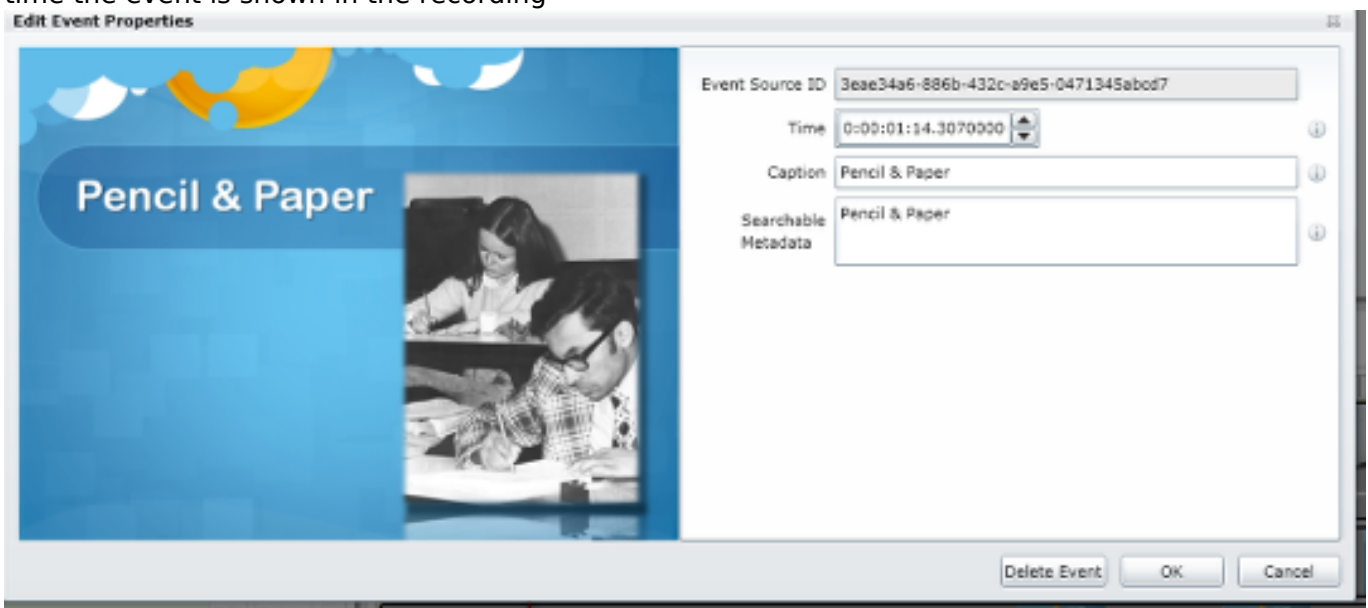 time the event is shown in the recording
Edit Event Properties
Pencil & Paper
Event Source ID 3eae34a6-886b-432c-a9e5-0471345abcd7
Time 0:00:01:14.3070000
Caption Pencil & Paper
Searchable Metadata
Pencil & Paper
Delete Event OK Cancel